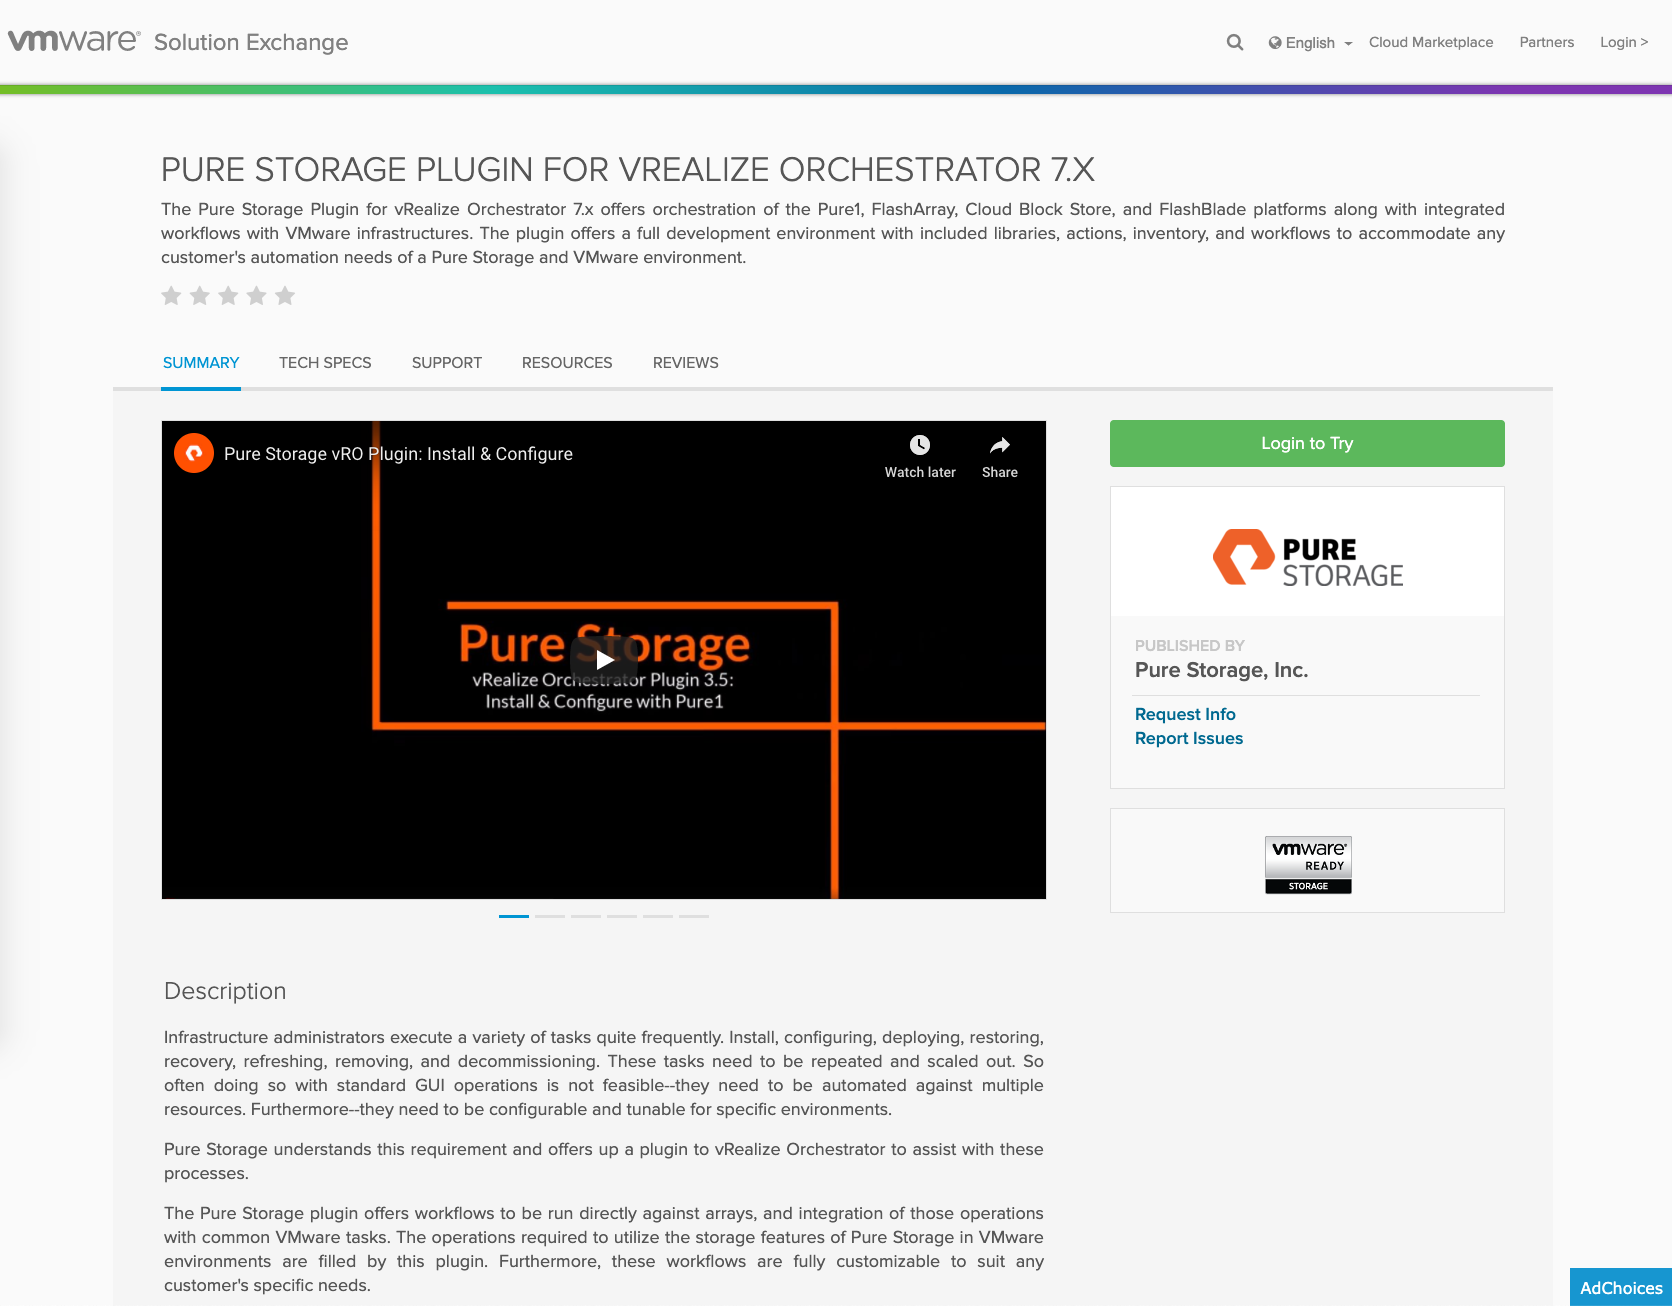 vmware Solution Exchange
English Cloud Marketplace Partners Login >
PURE STORAGE PLUGIN FOR VREALIZE ORCHESTRATOR 7.X
The Pure Storage Plugin for vRealize Orchestrator 7.x offers orchestration of the Pure1, FlashArray, Cloud Block Store, and FlashBlade platforms along with integrated
workflows with VMware infrastructures. The plugin offers a full development environment with included libraries, actions, inventory, and workflows to accommodate any
customer's automation needs of a Pure Storage and VMware environment.
SUMMARY TECH SPECS SUPPORT RESOURCES REVIEWS
Pure Storage vRO Plugin: Install & Configure
Watch later Share
Pure Storage
vRealize Orchestrator Plugin 3.5:
Install & Configure with Pure1
Login to Try
PURE
STORAGE
PUBLISHED BY
Pure Storage, Inc.
Request Info
Report Issues
vmware
READY
STORAGE
Description
Infrastructure administrators execute a variety of tasks quite frequently. Install, configuring, deploying, restoring,
recovery, refreshing, removing, and decommissioning. These tasks need to be repeated and scaled out. So
often doing so with standard GUI operations is not feasible--they need to be automated against multiple
resources. Furthermore--they need to be configurable and tunable for specific environments.
Pure Storage understands this requirement and offers up a plugin to vRealize Orchestrator to assist with these
processes.
The Pure Storage plugin offers workflows to be run directly against arrays, and integration of those operations
with common VMware tasks. The operations required to utilize the storage features of Pure Storage in VMware
environments are filled by this plugin. Furthermore, these workflows are fully customizable to suit any
customer's specific needs.
AdChoices